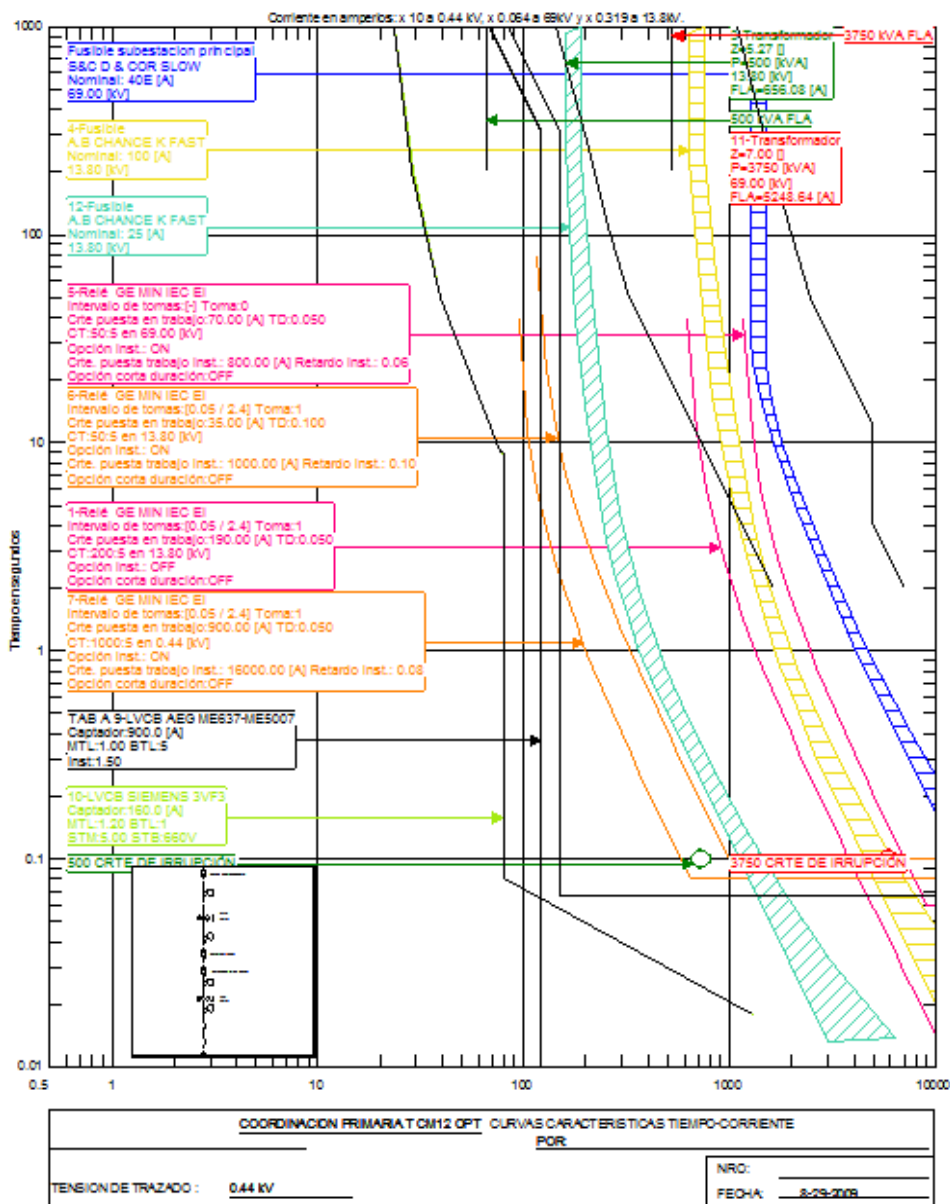 Corriente en amperios: x 10 a 0.44 kV, x 0.064 a 69kV y x 0.319 a 13.8kV.
1000
100
10
1
0.1
0.01
Tiempo en segundos
Fusible subestacion principal
S&C D & COR SLOW
Nominal: 40E [A]
69.00 [kV]
4-Fusible
A.B CHANCE K FAST
Nominal: 100 [A]
13.80 [kV]
12-Fusible
A.B CHANCE K FAST
Nominal: 25 [A]
13.80 [kV]
5-Relé GE MIN IEC EI
Intervalo de tomas:[-] Toma:0
Crte puesta en trabajo:70.00 [A] TD:0.050
CT:50:5 en 69.00 [kV]
Opción Inst.: ON
Crte. puesta trabajo Inst.: 800.00 [A] Retardo Inst.: 0.06
Opción corta duración:OFF
6-Relé GE MIN IEC EI
Intervalo de tomas:[0.05 / 2.4] Toma:1
Crte puesta en trabajo:35.00 [A] TD:0.100
CT:50:5 en 13.80 [kV]
Opción Inst.: ON
Crte. puesta trabajo Inst.: 1000.00 [A] Retardo Inst.: 0.10
Opción corta duración:OFF
1-Relé GE MIN IEC EI
Intervalo de tomas:[0.05 / 2.4] Toma:1
Crte puesta en trabajo:190.00 [A] TD:0.050
CT:200:5 en 13.80 [kV]
Opción Inst.: OFF
Opción corta duración:OFF
7-Relé GE MIN IEC EI
Intervalo de tomas:[0.05 / 2.4] Toma:1
Crte puesta en trabajo:900.00 [A] TD:0.050
CT:1000:5 en 0.44 [kV]
Opción Inst.: ON
Crte. puesta trabajo Inst.: 16000.00 [A] Retardo Inst.: 0.08
Opción corta duración:OFF
TAB A 9-LVCB AEG ME637-ME5007
Captador:900.0 [A]
MTL:1.00 BTL:5
Inst:1.50
10-LVCB SIEMENS 3VF3
Captador:160.0 [A]
MTL:1.20 BTL:1
STM:5.00 STB:660V
500 CRTE DE IRRUPCIÓN
-Transformador
Z=5.27 []
P=500 [kVA]
13.80 [kV]
FLA=656.08 [A]
3750 kVA FLA
500 kVA FLA
11-Transformador
Z=7.00 []
P=3750 [kVA]
69.00 [kV]
FLA=5248.64 [A]
3750 CRTE DE IRRUPCIÓN
0.5 1 10 100 1000 10000
COORDINACION PRIMARIA T CM12 OPT CURVAS CARACTERISTICAS TIEMPO-CORRIENTE
POR:
TENSION DE TRAZADO : 0.44 kV
NRO:
FECHA: 8-29-2009